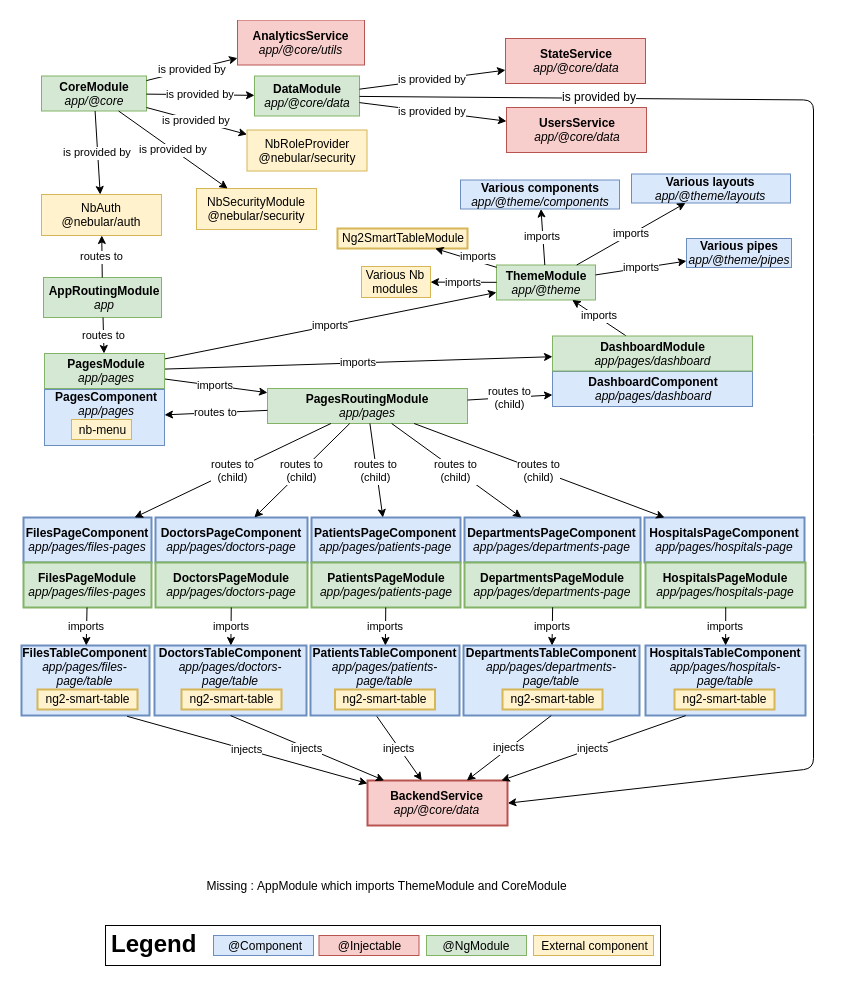 AnalyticsService
app/@core/utils
StateService
app/@core/data
is provided by
CoreModule
app/@core
is provided by
DataModule
app/@core/data
is provided by
is provided by
is provided by
UsersService
app/@core/data
is provided by
NbRoleProvider
@nebular/security
is provided by
is provided by
NbAuth
@nebular/auth
NbSecurityModule
@nebular/security
Various components
app/@theme/components
Various layouts
app/@theme/layouts
Ng2SmartTableModule
imports
imports
Various pipes
app/@theme/pipes
imports
imports
Various Nb
modules
imports
ThemeModule
app/@theme
routes to
AppRoutingModule
app
imports
imports
routes to
PagesModule
app/pages
imports
DashboardModule
app/pages/dashboard
DashboardComponent
app/pages/dashboard
imports
PagesComponent
app/pages
nb-menu
routes to
PagesRoutingModule
app/pages
routes to
(child)
routes to
(child)
routes to
(child)
routes to
(child)
routes to
(child)
routes to
(child)
FilesPageComponent
app/pages/files-pages
DoctorsPageComponent
app/pages/doctors-page
PatientsPageComponent
app/pages/patients-page
DepartmentsPageComponent
app/pages/departments-page
HospitalsPageComponent
app/pages/hospitals-page
FilesPageModule
app/pages/files-pages
DoctorsPageModule
app/pages/doctors-page
PatientsPageModule
app/pages/patients-page
DepartmentsPageModule
app/pages/departments-page
HospitalsPageModule
app/pages/hospitals-page
imports
imports
imports
imports
imports
FilesTableComponent
app/pages/files-
page/table
ng2-smart-table
DoctorsTableComponent
app/pages/doctors-
page/table
ng2-smart-table
PatientsTableComponent
app/pages/patients-
page/table
ng2-smart-table
DepartmentsTableComponent
app/pages/departments-
page/table
ng2-smart-table
HospitalsTableComponent
app/pages/hospitals-
page/table
ng2-smart-table
injects
injects
injects
injects
injects
BackendService
app/@core/data
Missing : AppModule which imports ThemeModule and CoreModule
Legend
@Component
@Injectable
@NgModule
External component